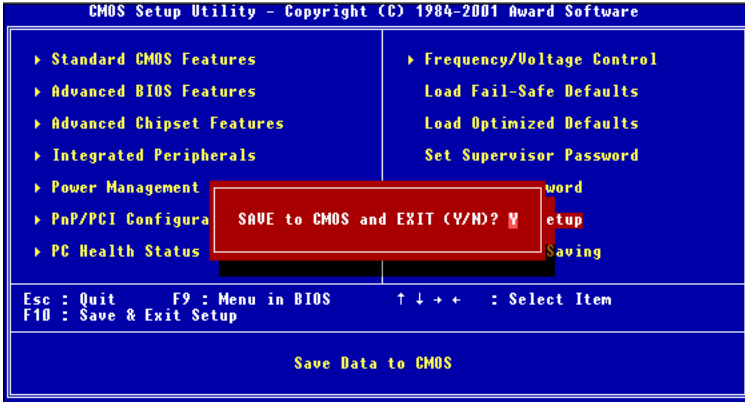 CMOS Setup Utility - Copyright (C) 1984-2001 Award Software
▸ Standard CMOS Features
▸ Advanced BIOS Features
▸ Advanced Chipset Features
▸ Integrated Peripherals
▸ Power Management
▸ PnP/PCI Configura
▸ PC Health Status
▸ Frequency/Voltage Control
Load Fail-Safe Defaults
Load Optimized Defaults
Set Supervisor Password
word
etup
Saving
SAVE to CMOS and EXIT (Y/N)? Y
Esc : Quit F9 : Menu in BIOS ↑ ↓ → ← : Select Item
F10 : Save & Exit Setup
Save Data to CMOS